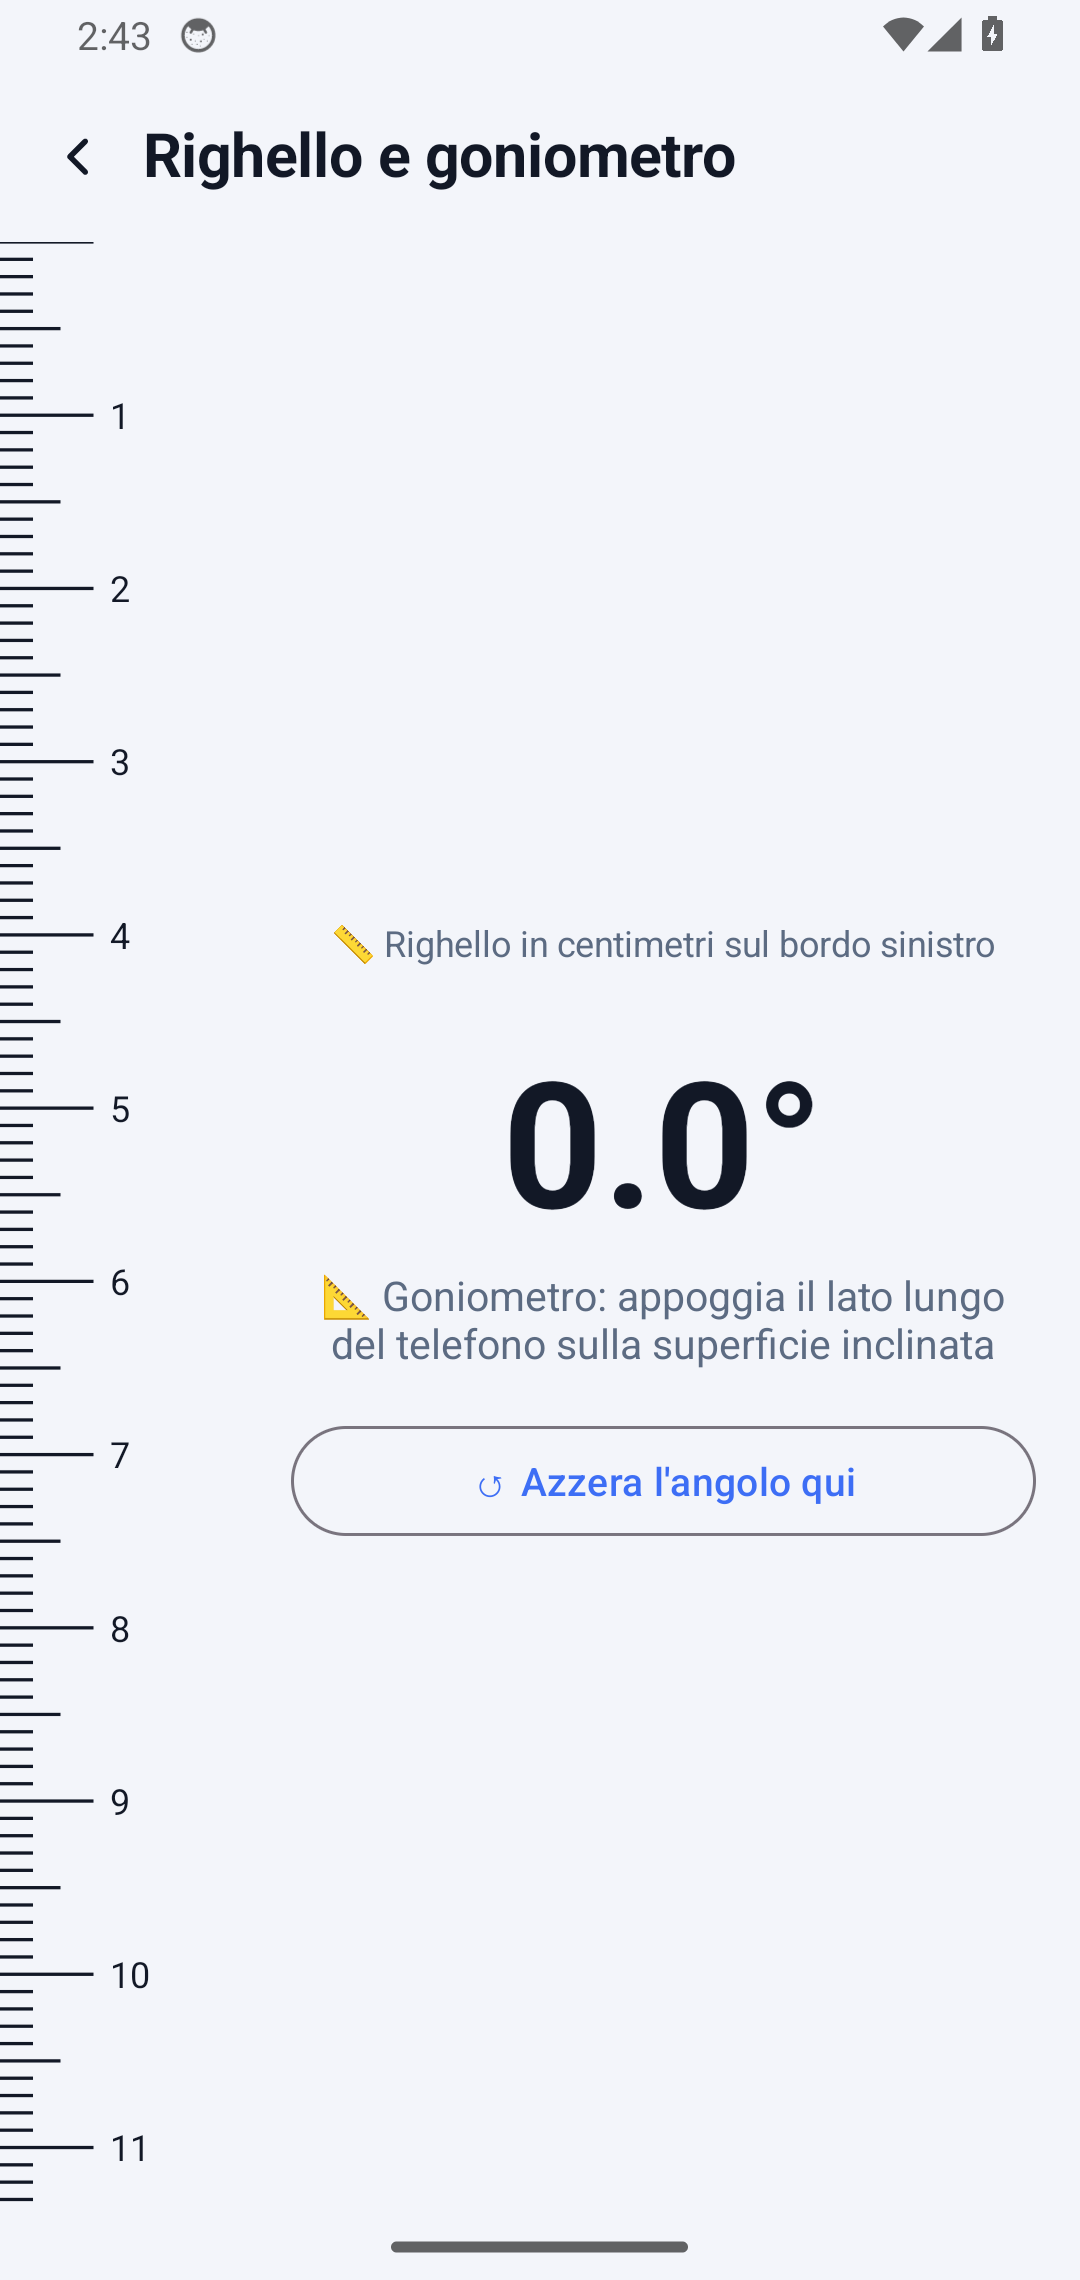 2:43
Righello e goniometro
1
2
3
4
📏 Righello in centimetri sul bordo sinistro
5
0.0°
6
📐 Goniometro: appoggia il lato lungo
del telefono sulla superficie inclinata
7
↺ Azzera l'angolo qui
8
9
10
11